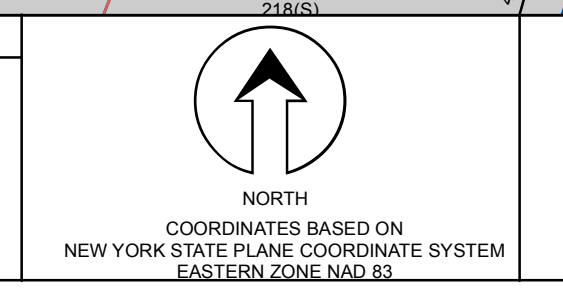 218(S)
NORTH
COORDINATES BASED ON
NEW YORK STATE PLANE COORDINATE SYSTEM
EASTERN ZONE NAD 83